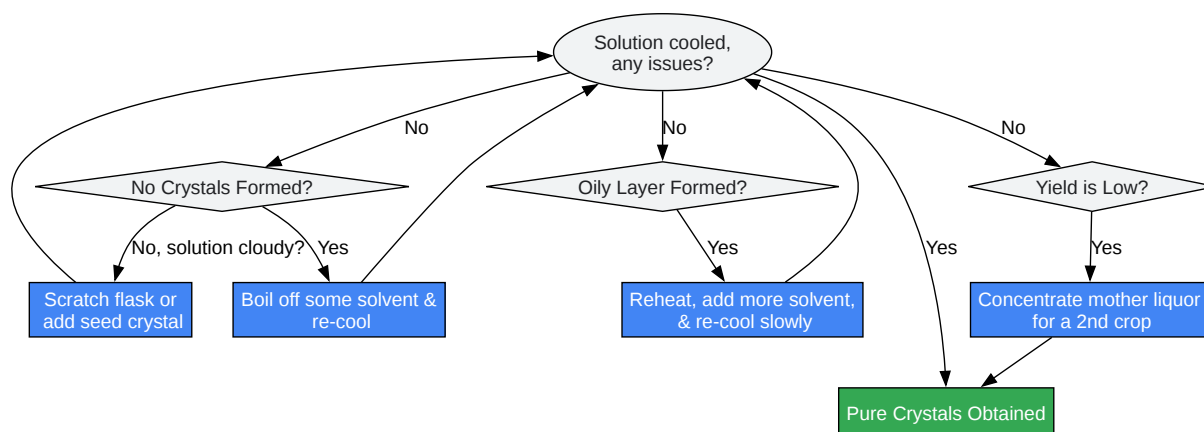 Solution cooled,
any issues?
No
No
No
No Crystals Formed?
Oily Layer Formed?
Yield is Low?
No, solution cloudy?
Yes
Yes
Yes
Yes
Scratch flask or
add seed crystal
Boil off some solvent &
re-cool
Reheat, add more solvent,
& re-cool slowly
Concentrate mother liquor
for a 2nd crop
Pure Crystals Obtained